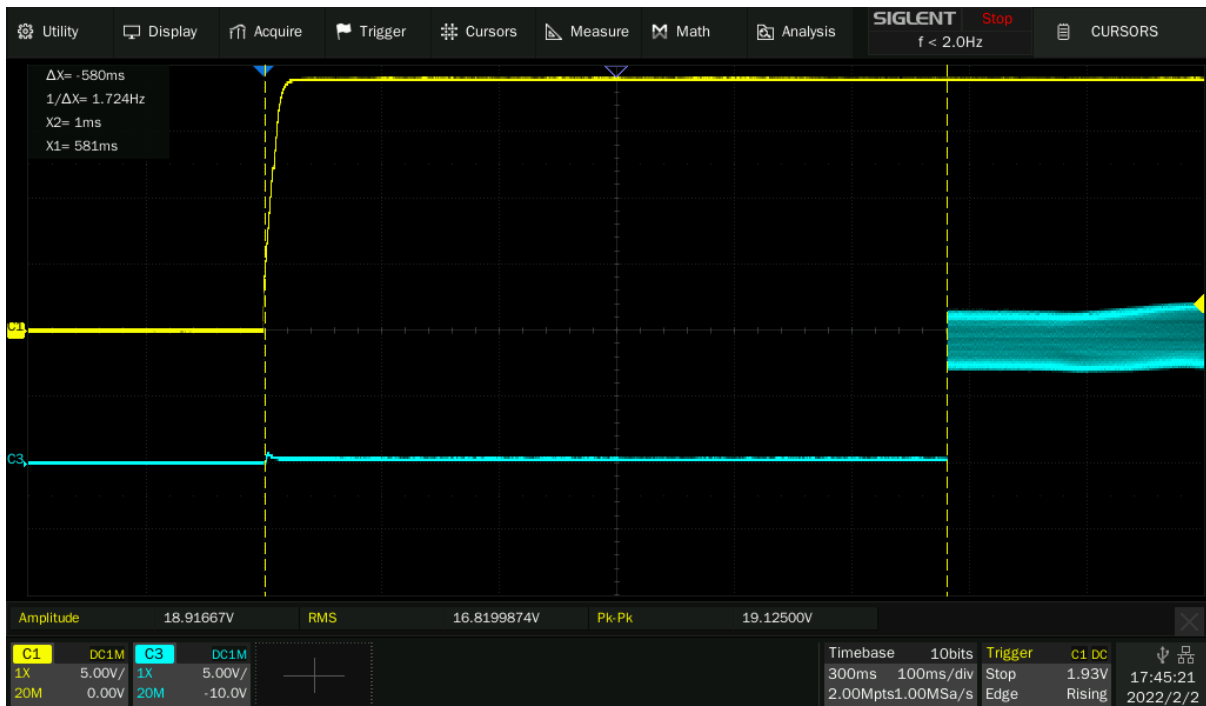 Utility Display Acquire Trigger Cursors Measure Math Analysis SIGLENT Stop CURSORS
f < 2.0Hz
ΔX= -580ms
1/ΔX= 1.724Hz
X2= 1ms
X1= 581ms
C1
C3
Amplitude 18.91667V RMS 16.8199874V Pk-Pk 19.12500V
C1 DC1M C3 DC1M Timebase 10bits Trigger C1 DC
1X 5.00V/ 1X 5.00V/ 300ms 100ms/div Stop 1.93V 17:45:21
20M 0.00V 20M -10.0V 2.00Mpts 1.00MSa/s Edge Rising 2022/2/2